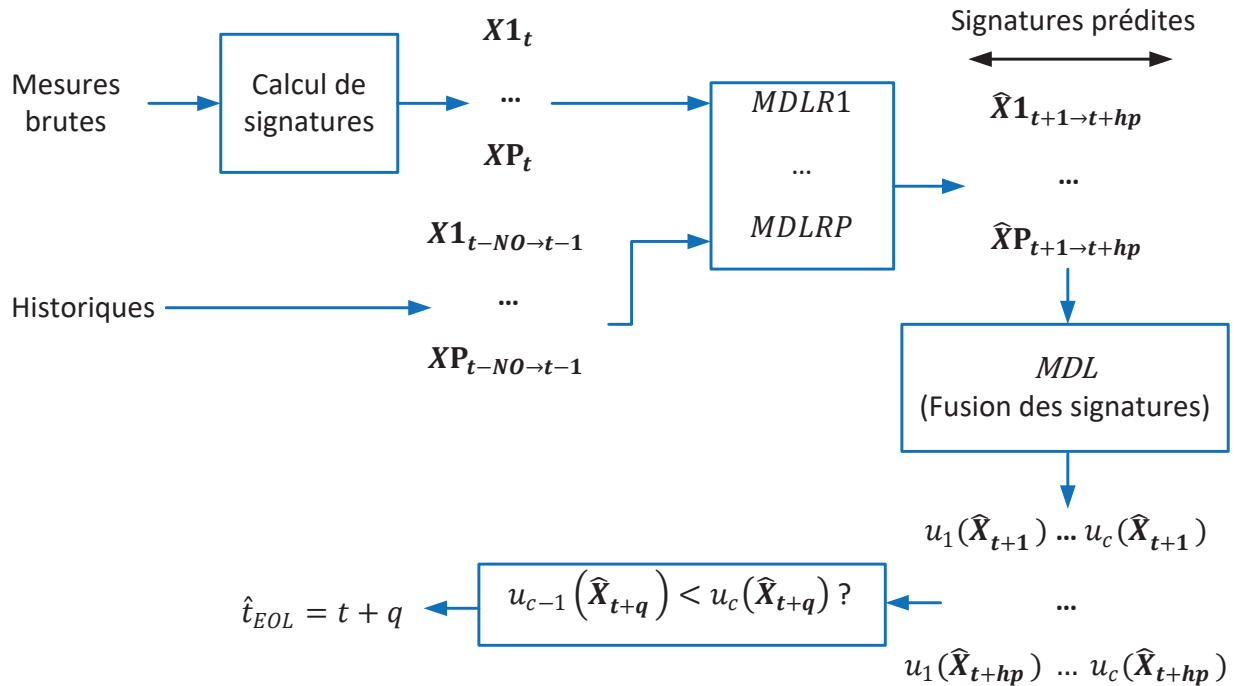 Mesures
brutes
Calcul de
signatures
X1_t
...
XP_t
Historiques
X1_{t−NO→t−1}
...
XP_{t−NO→t−1}
MDLR1
...
MDLRP
Signatures prédites
X̂1_{t+1→t+hp}
...
X̂P_{t+1→t+hp}
MDL
(Fusion des signatures)
u_1(X̂_{t+1}) ... u_c(X̂_{t+1})
...
u_1(X̂_{t+hp}) ... u_c(X̂_{t+hp})
u_{c−1}(X̂_{t+q}) < u_c(X̂_{t+q}) ?
t̂_{EOL} = t + q